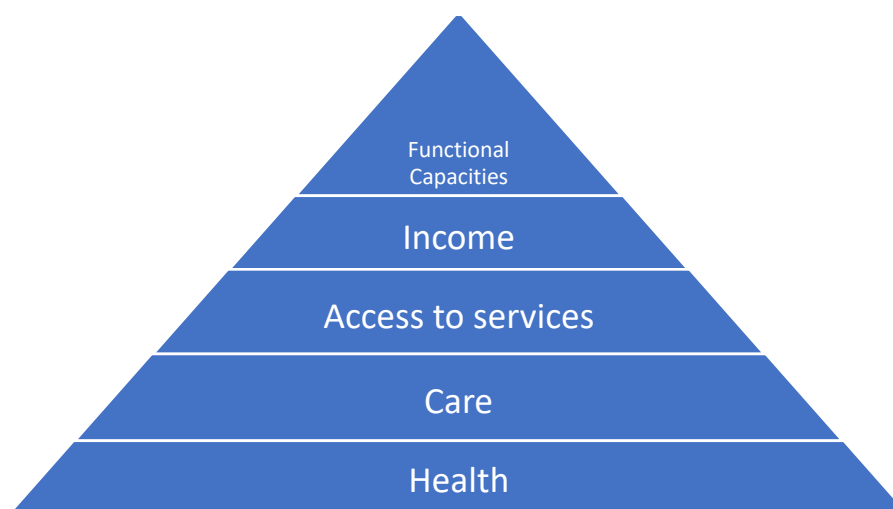 Functional
Capacities
Income
Access to services
Care
Health